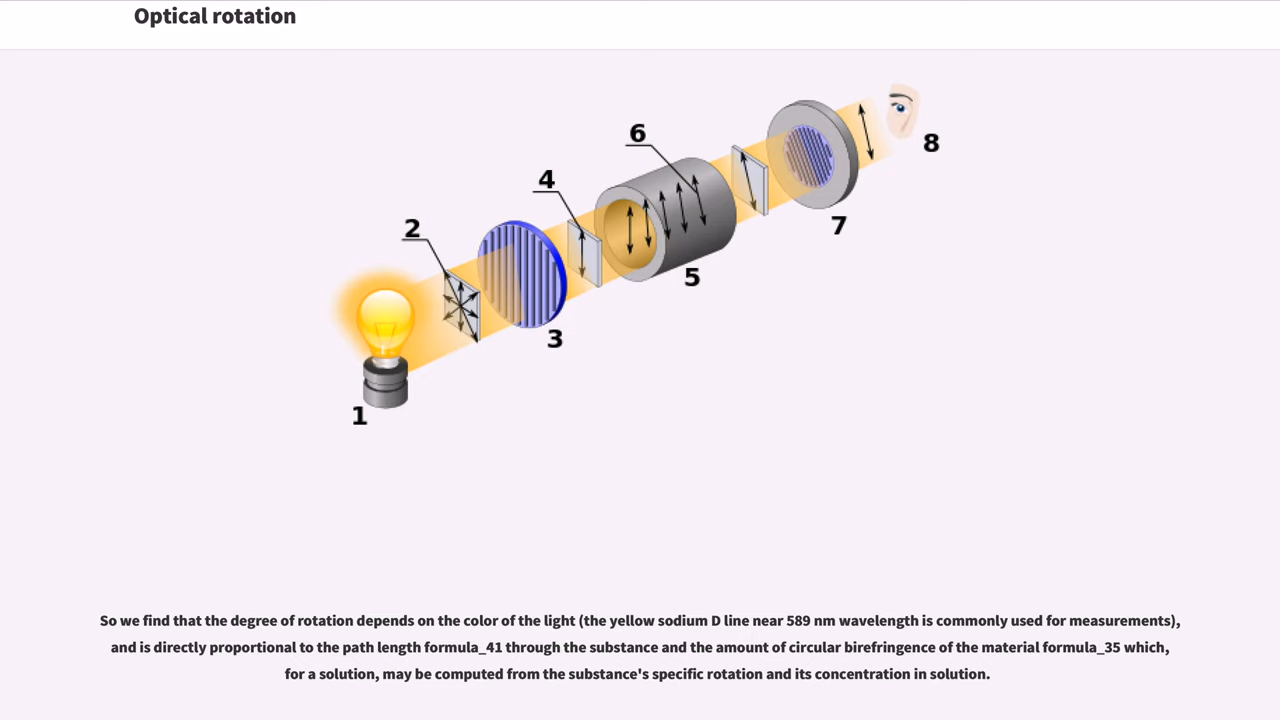 Optical rotation
6
8
4
2
7
5
3
1
So we find that the degree of rotation depends on the color of the light (the yellow sodium D line near 589 nm wavelength is commonly used for measurements),
and is directly proportional to the path length formula_41 through the substance and the amount of circular birefringence of the material formula_35 which,
for a solution, may be computed from the substance's specific rotation and its concentration in solution.